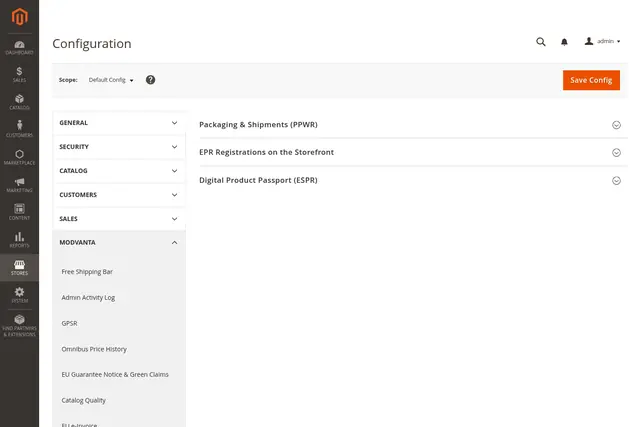 Configuration
admin
DASHBOARD
SALES
CATALOG
CUSTOMERS
MARKETPLACE
MARKETING
CONTENT
REPORTS
STORES
SYSTEM
FIND PARTNERS
& EXTENSIONS
Scope:
Default Config
?
Save Config
GENERAL
SECURITY
CATALOG
CUSTOMERS
SALES
MODVANTA
Free Shipping Bar
Admin Activity Log
GPSR
Omnibus Price History
EU Guarantee Notice & Green Claims
Catalog Quality
EU e-Invoice
Packaging & Shipments (PPWR)
EPR Registrations on the Storefront
Digital Product Passport (ESPR)